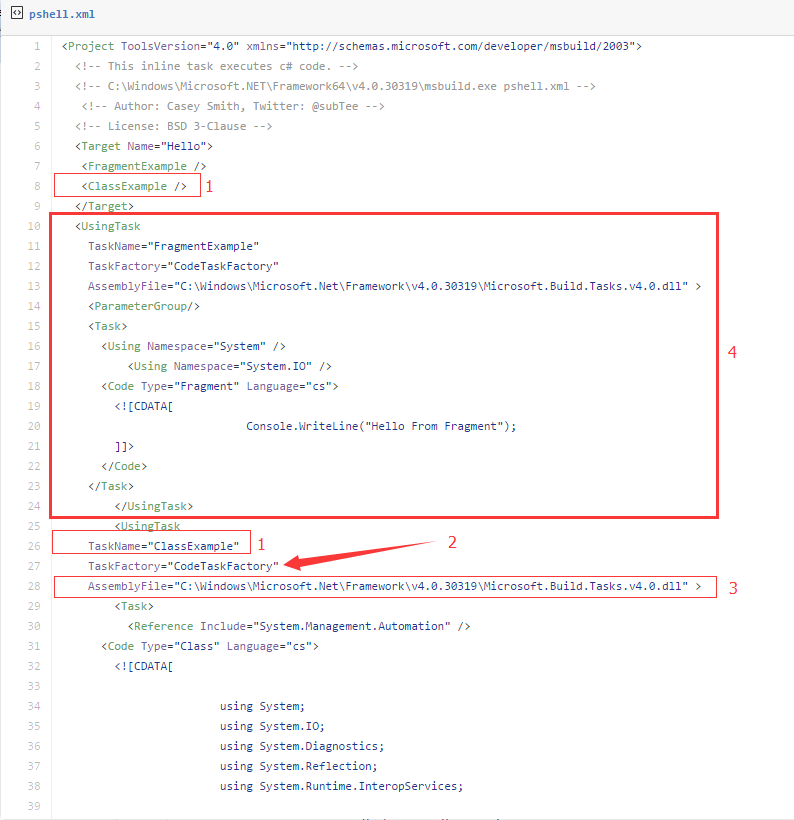 pshell.xml
1 <Project ToolsVersion="4.0" xmlns="http://schemas.microsoft.com/developer/msbuild/2003">
2 <!-- This inline task executes c# code. -->
3 <!-- C:\Windows\Microsoft.NET\Framework64\v4.0.30319\msbuild.exe pshell.xml -->
4 <!-- Author: Casey Smith, Twitter: @subTee -->
5 <!-- License: BSD 3-Clause -->
6 <Target Name="Hello">
7 <FragmentExample />
8 <ClassExample /> 1
9 </Target>
10 <UsingTask
11 TaskName="FragmentExample"
12 TaskFactory="CodeTaskFactory"
13 AssemblyFile="C:\Windows\Microsoft.Net\Framework\v4.0.30319\Microsoft.Build.Tasks.v4.0.dll" >
14 <ParameterGroup/>
15 <Task>
16 <Using Namespace="System" />
4
17 <Using Namespace="System.IO" />
18 <Code Type="Fragment" Language="cs">
19 <![CDATA[
20 Console.WriteLine("Hello From Fragment");
21 ]]>
22 </Code>
23 </Task>
24 </UsingTask>
25 <UsingTask
26 TaskName="ClassExample" 1 2
27 TaskFactory="CodeTaskFactory"
28 AssemblyFile="C:\Windows\Microsoft.Net\Framework\v4.0.30319\Microsoft.Build.Tasks.v4.0.dll" > 3
29 <Task>
30 <Reference Include="System.Management.Automation" />
31 <Code Type="Class" Language="cs">
32 <![CDATA[
33
34 using System;
35 using System.IO;
36 using System.Diagnostics;
37 using System.Reflection;
38 using System.Runtime.InteropServices;
39